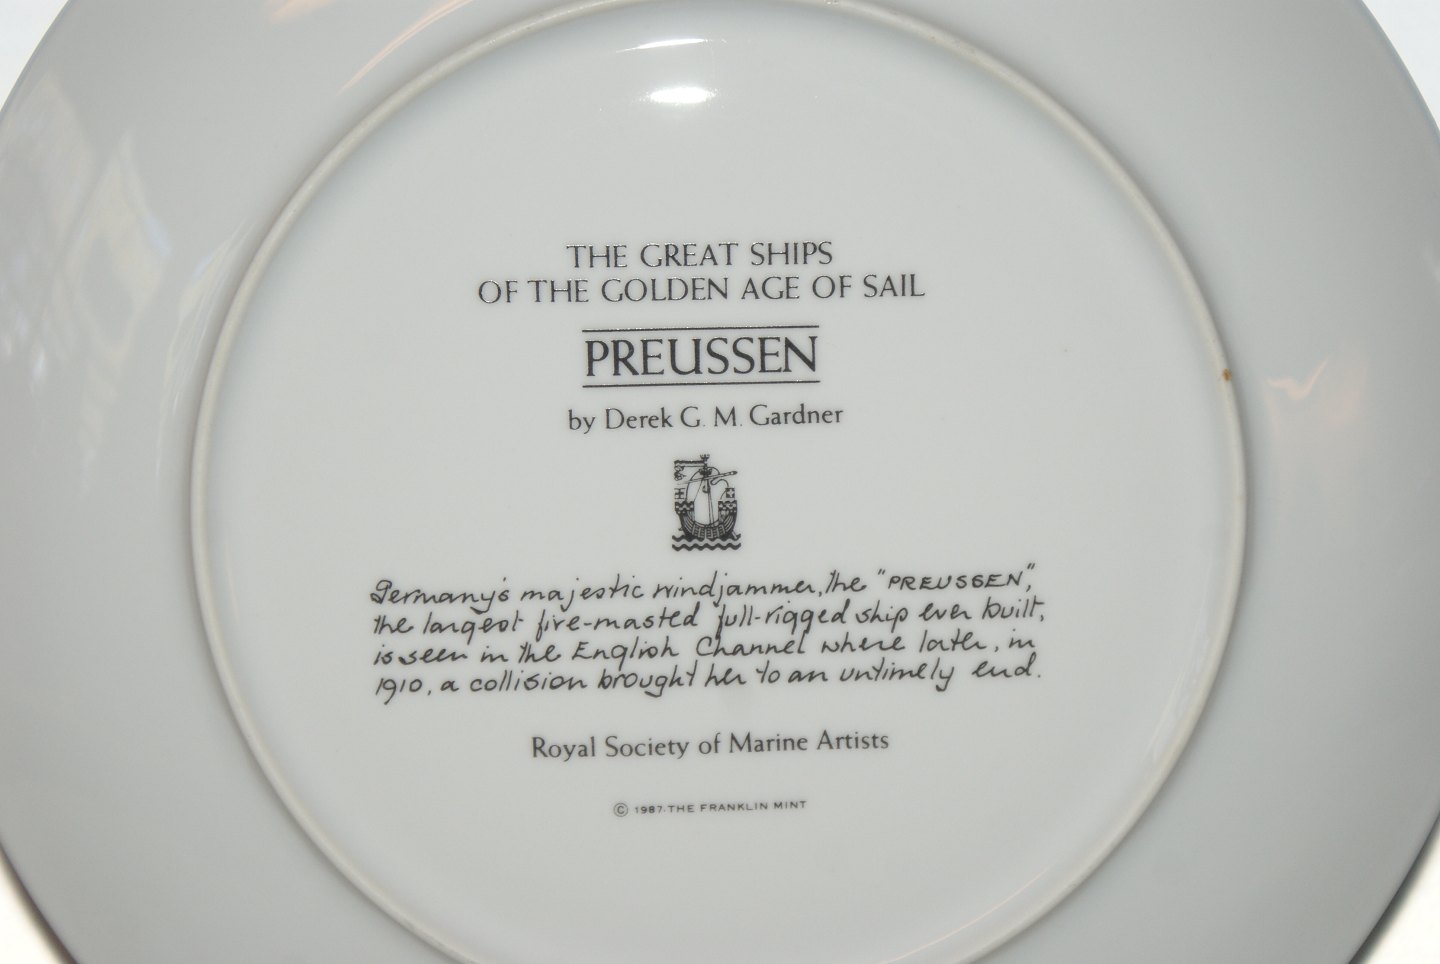 THE GREAT SHIPS
OF THE GOLDEN AGE OF SAIL
PREUSSEN
by Derek G. M. Gardner
Germany's majestic windjammer, the "PREUSSEN",
the largest five-masted full-rigged ship ever built,
is seen in the English Channel where later, in
1910, a collision brought her to an untimely end.
Royal Society of Marine Artists
© 1987 THE FRANKLIN MINT